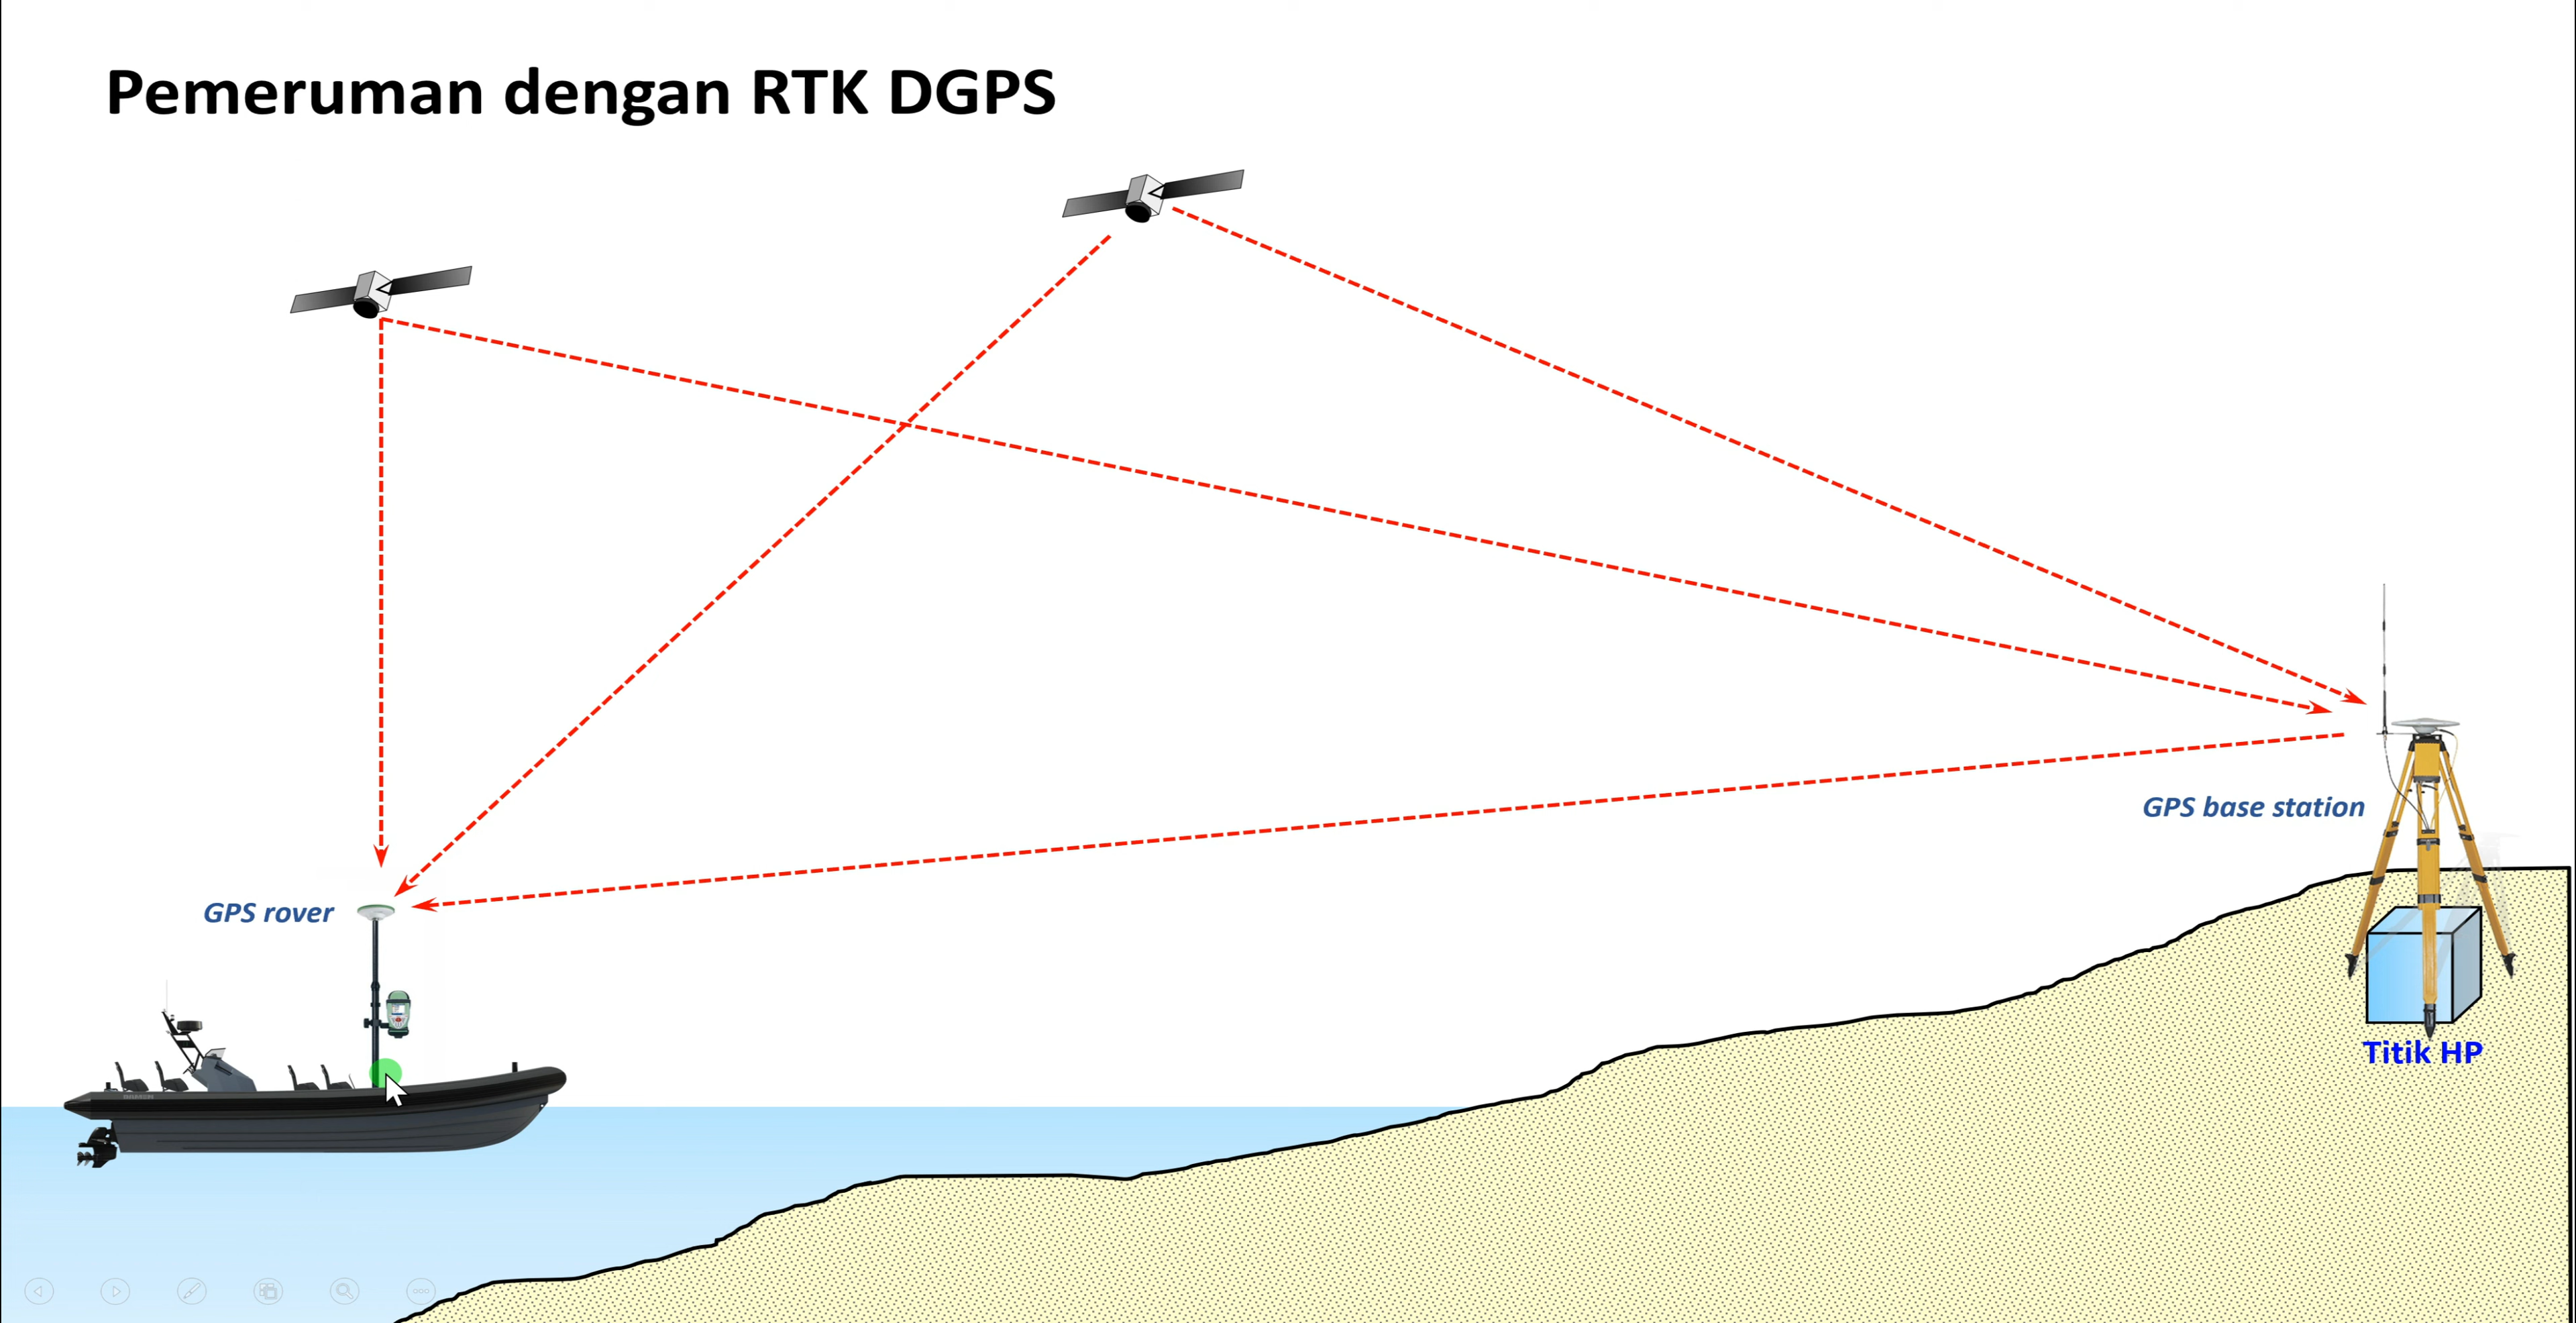 Pemeruman dengan RTK DGPS
GPS base station
GPS rover
Titik HP